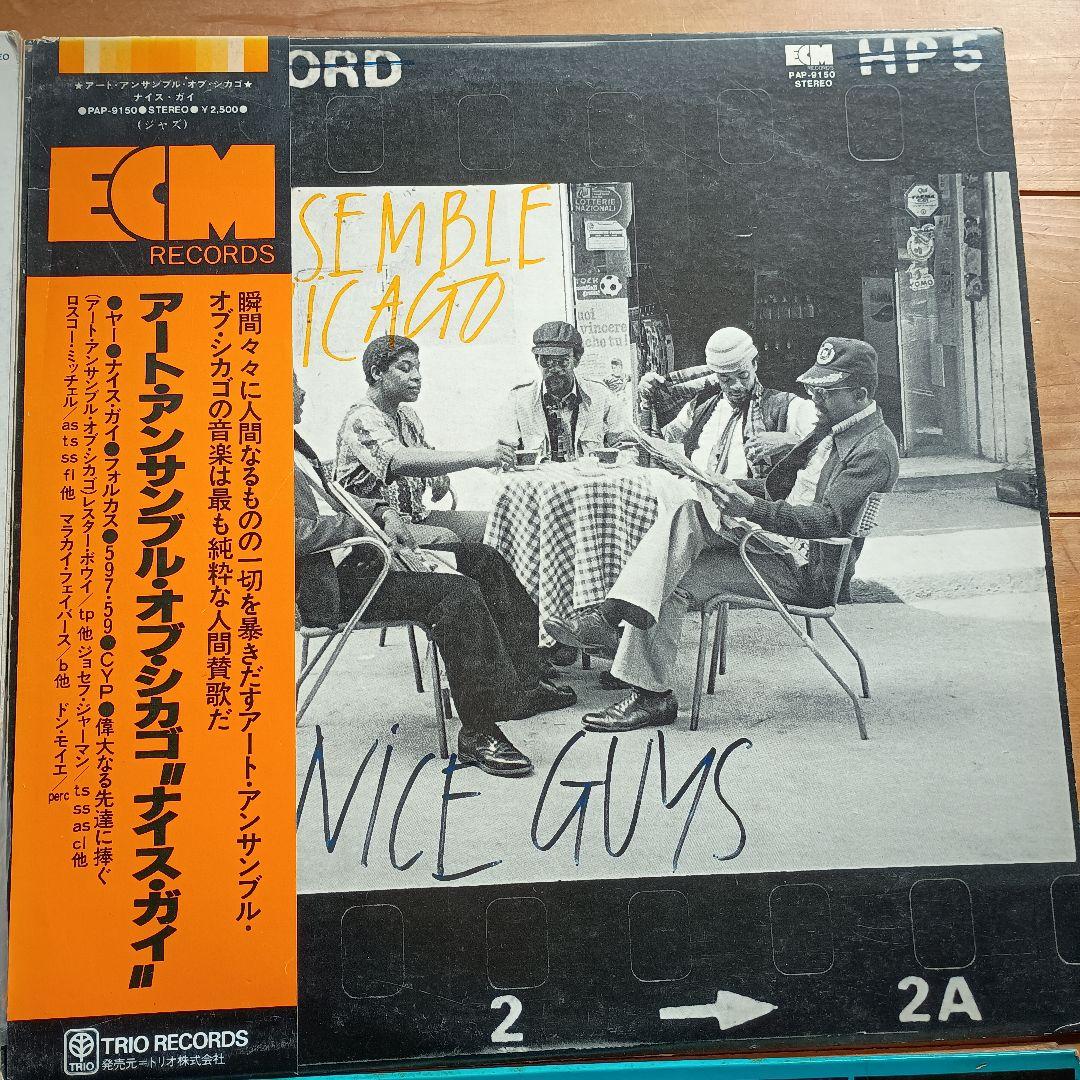 ★アート・アンサンブル・オブ・シカゴ★
ナイス・ガイ
●PAP-9150●STEREO●¥2,500●
(ジャズ)
ECM
RECORDS
瞬間々々に人間なるものの一切を暴きだすアート・アンサンブル・
オブ・シカゴの音楽は最も純粋な人間賛歌だ
アート・アンサンブル・オブ・シカゴ"ナイス・ガイ"
●ヤー●ナイス・ガイ●フォルカス●597-59●CYP●偉大なる先達に捧ぐ
(アート・アンサンブル・オブ・シカゴ)レスター・ボウイ/tp他 ジョセフ・ジャーマン/ts ss as cl他
ロスコー・ミッチェル/as ts ss fl 他 マラカイ・フェイバース/b他 ドン・モイエ/perc
TRIO
TRIO RECORDS
発売元=トリオ株式会社
ORD
ECM
RECORDS
PAP-9150
STEREO
HP5
SEMBLE
ICAGO
LOTTERIE
NAZIONALI
TOTOCALCIO
vincere
che tu!
NICE GUYS
2
2A